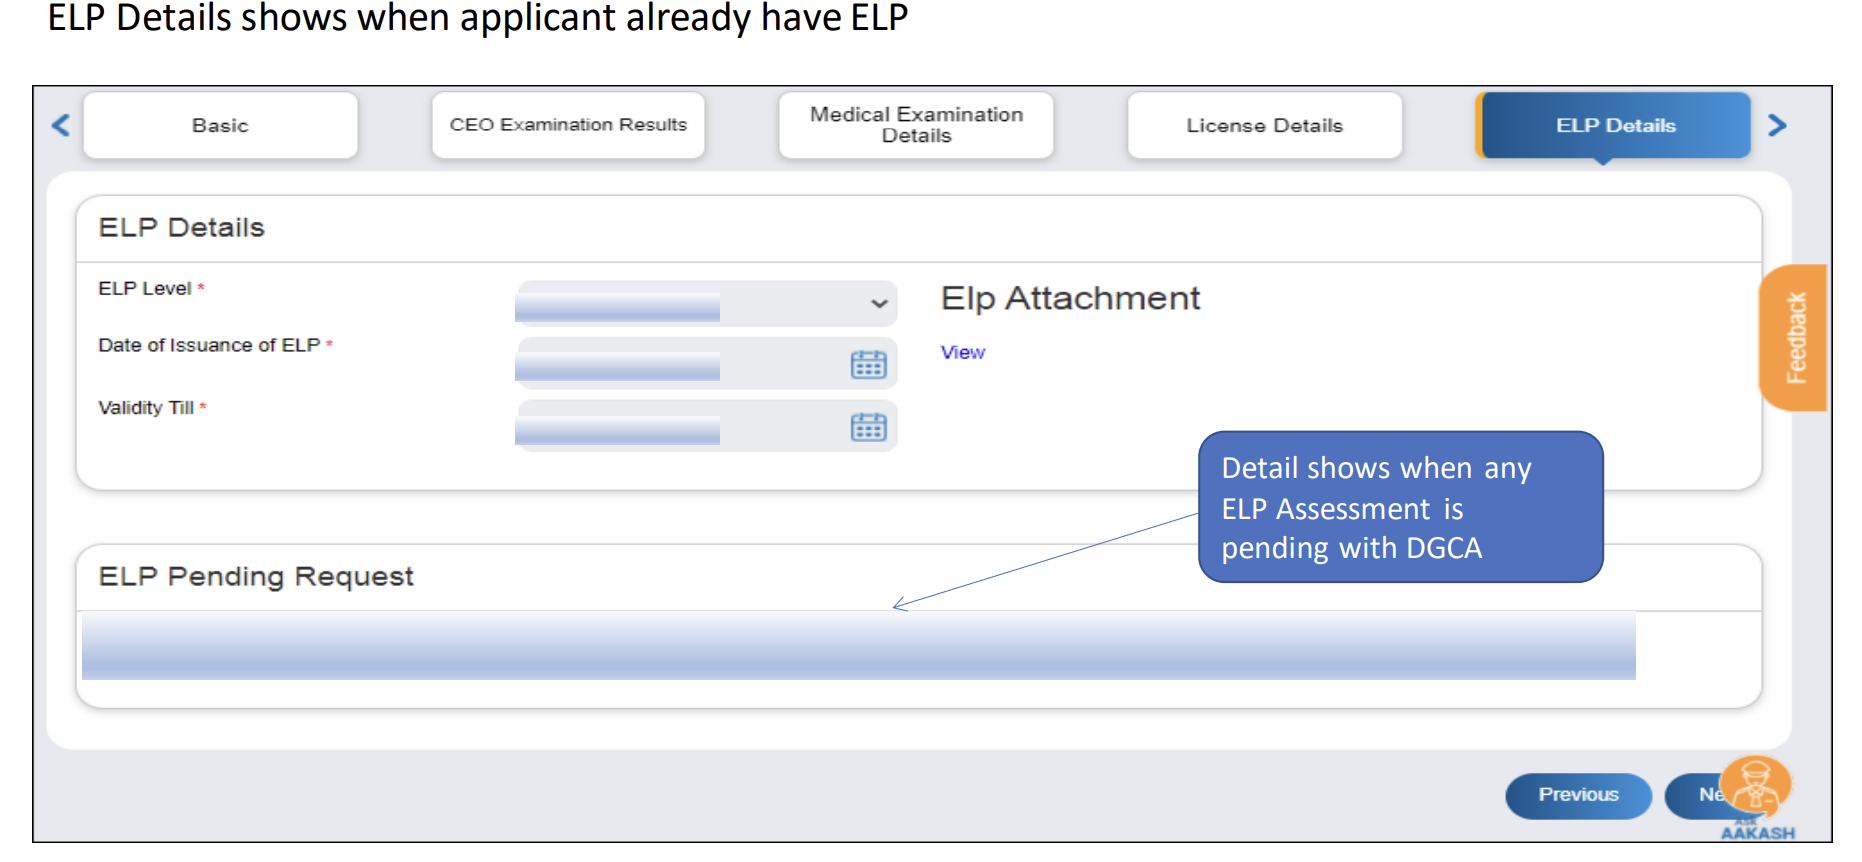 ELP Details shows when applicant already have ELP
Basic
CEO Examination Results
Medical Examination
Details
License Details
ELP Details
ELP Details
ELP Level *
Date of Issuance of ELP *
Validity Till *
Elp Attachment
View
Feedback
Detail shows when any
ELP Assessment is
pending with DGCA
ELP Pending Request
Previous
Ne
ASK
AAKASH